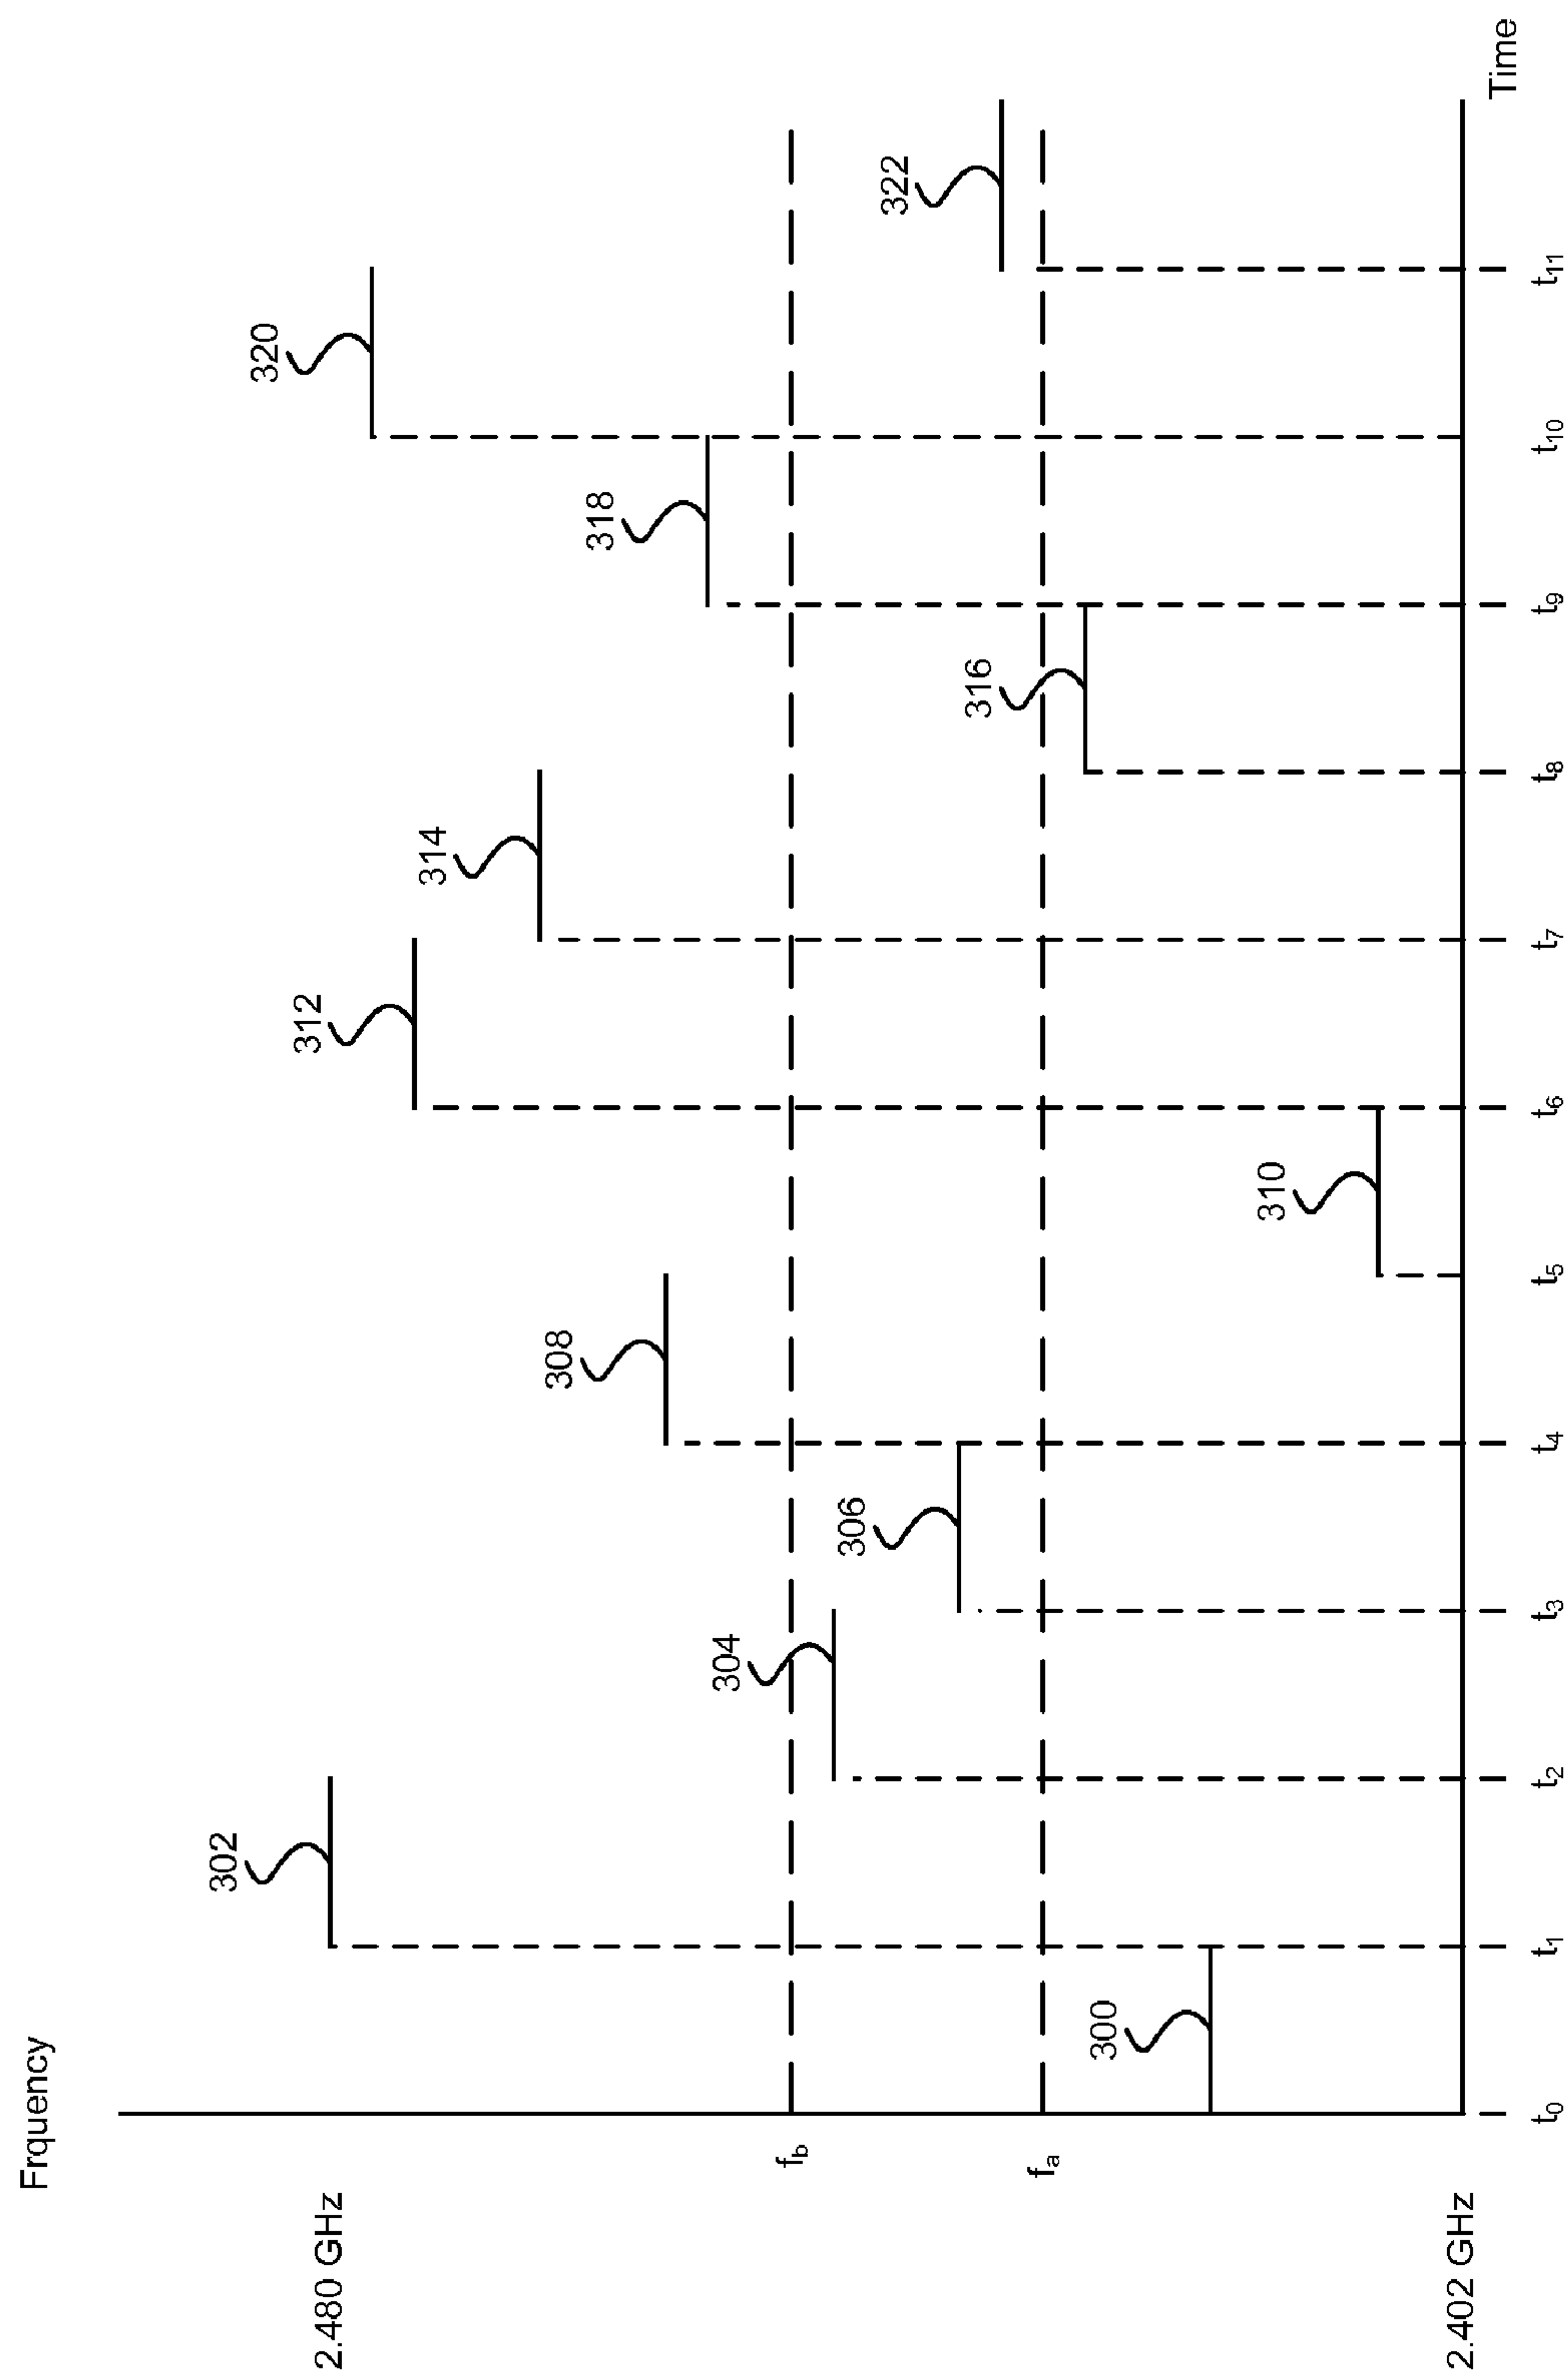 Frquency
2.480 GHz
302
320
312
314
308
318
304
f_b
306
322
316
f_a
300
310
2.402 GHz
Time
t_0 t_1 t_2 t_3 t_4 t_5 t_6 t_7 t_8 t_9 t_10 t_11